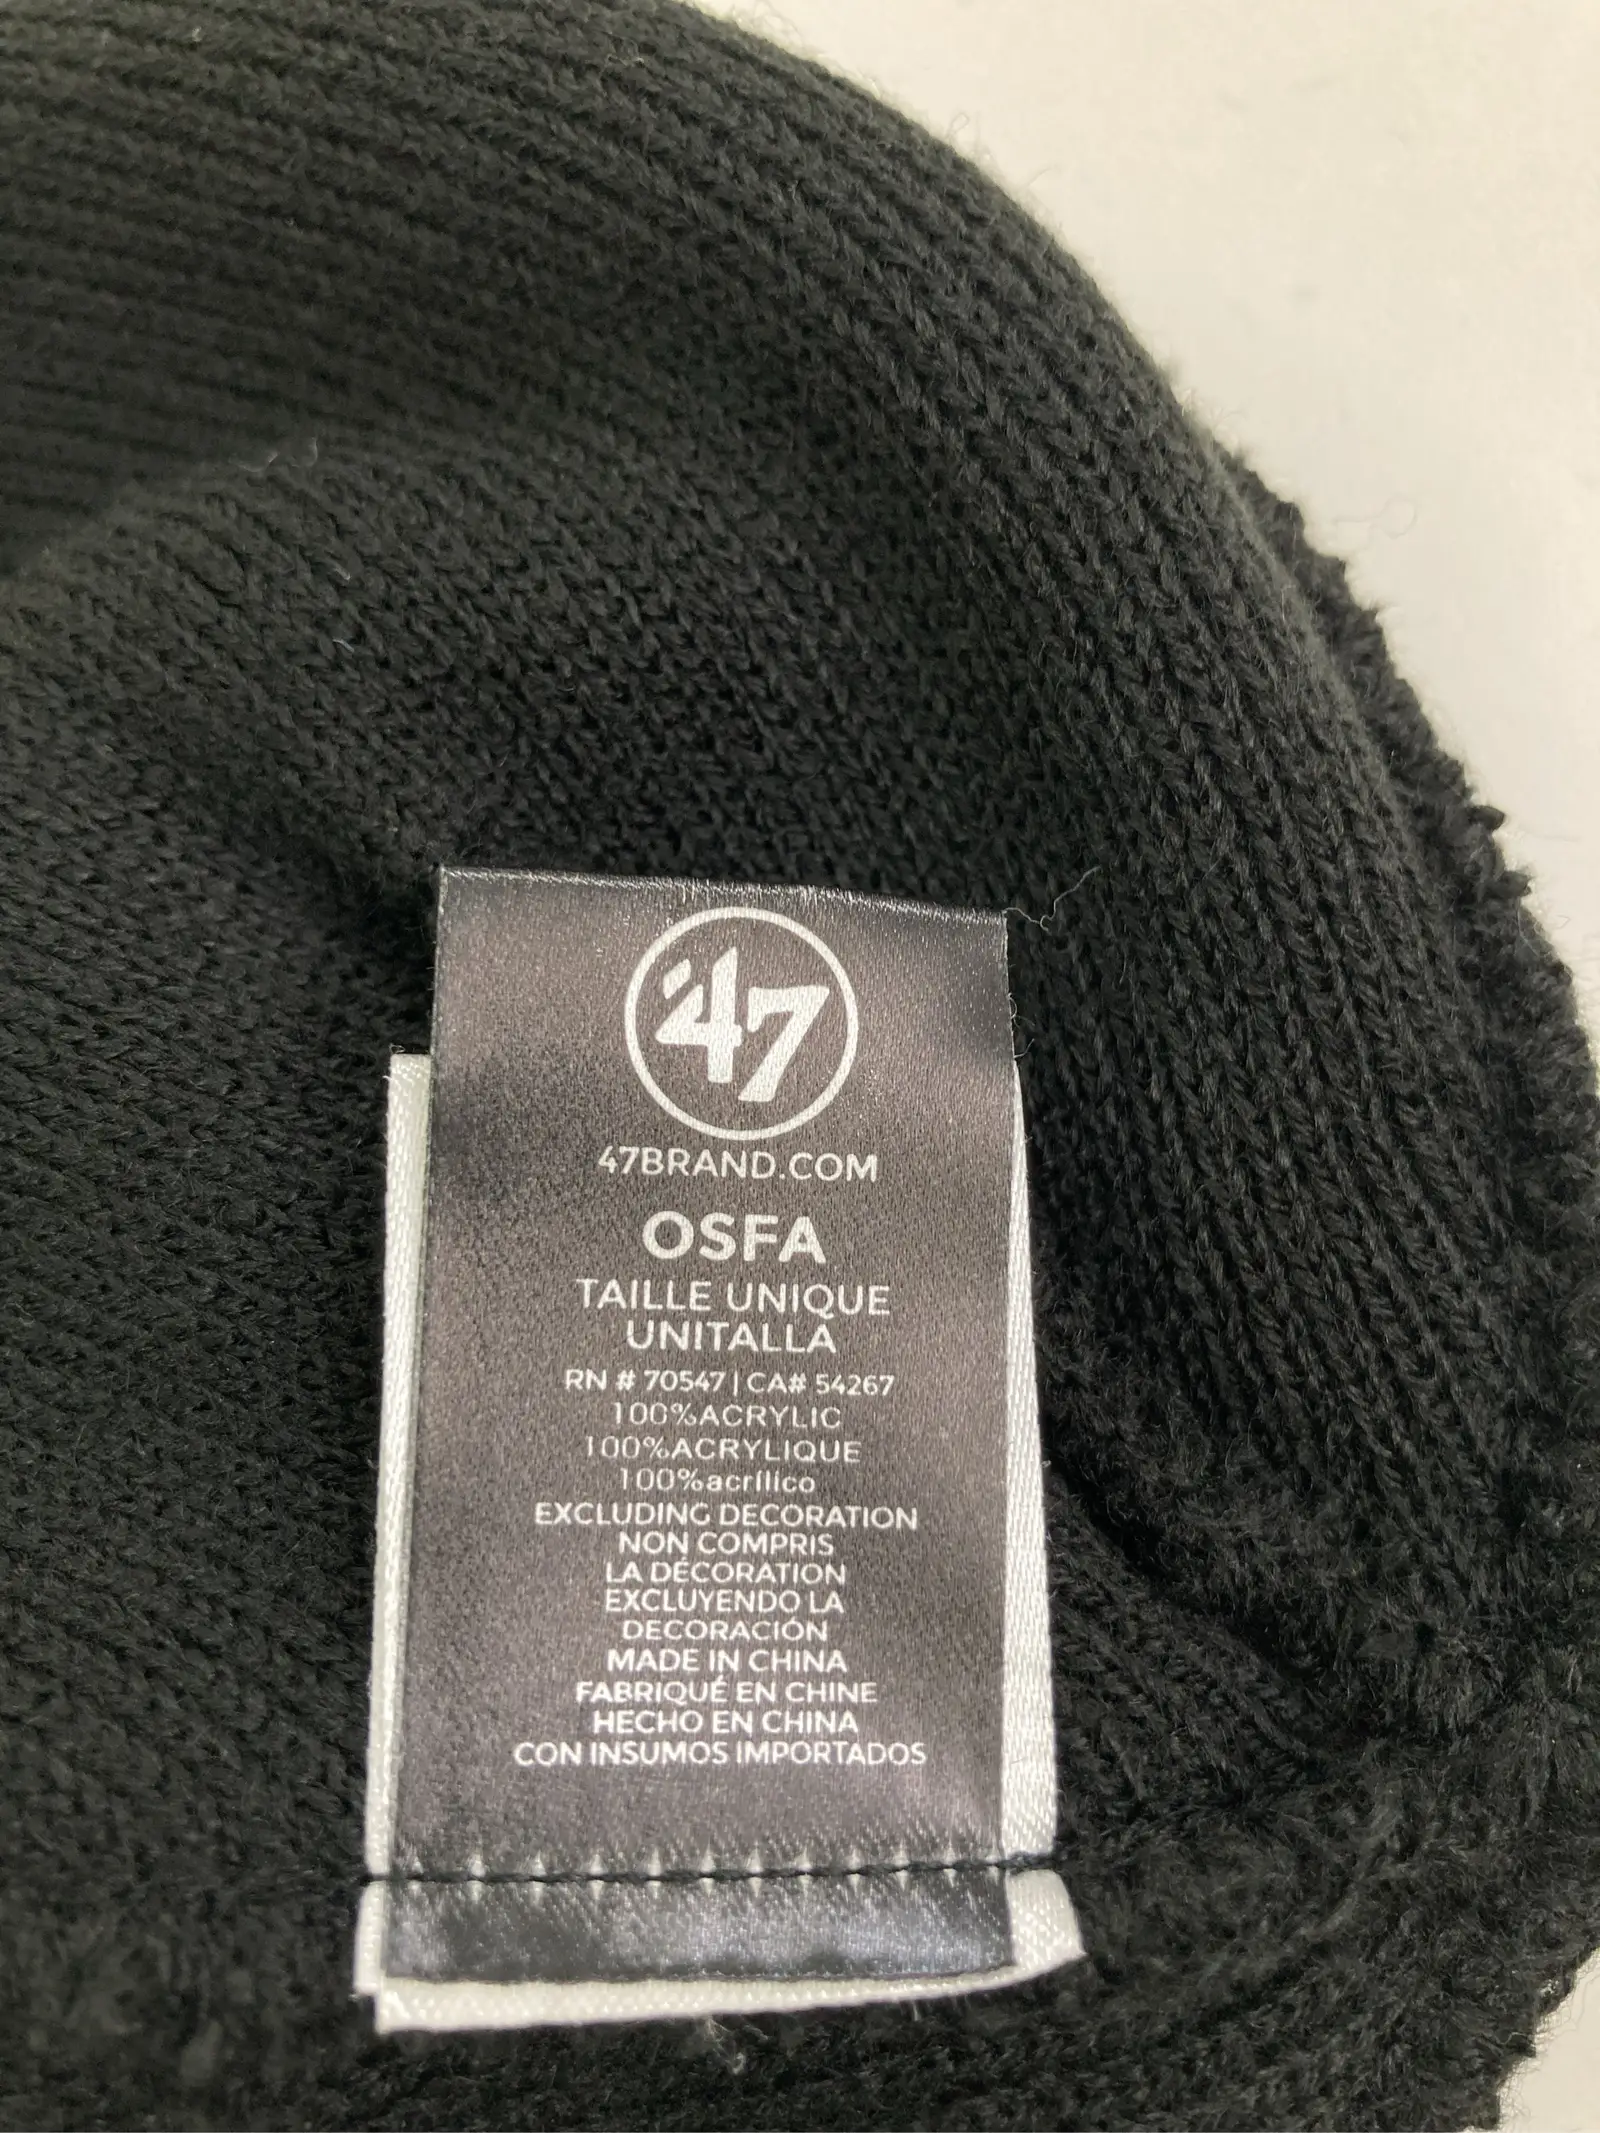 '47
47BRAND.COM
OSFA
TAILLE UNIQUE
UNITALLA
RN # 70547 | CA# 54267
100%ACRYLIC
100%ACRYLIQUE
100%acrílico
EXCLUDING DECORATION
NON COMPRIS
LA DÉCORATION
EXCLUYENDO LA
DECORACIÓN
MADE IN CHINA
FABRIQUÉ EN CHINE
HECHO EN CHINA
CON INSUMOS IMPORTADOS